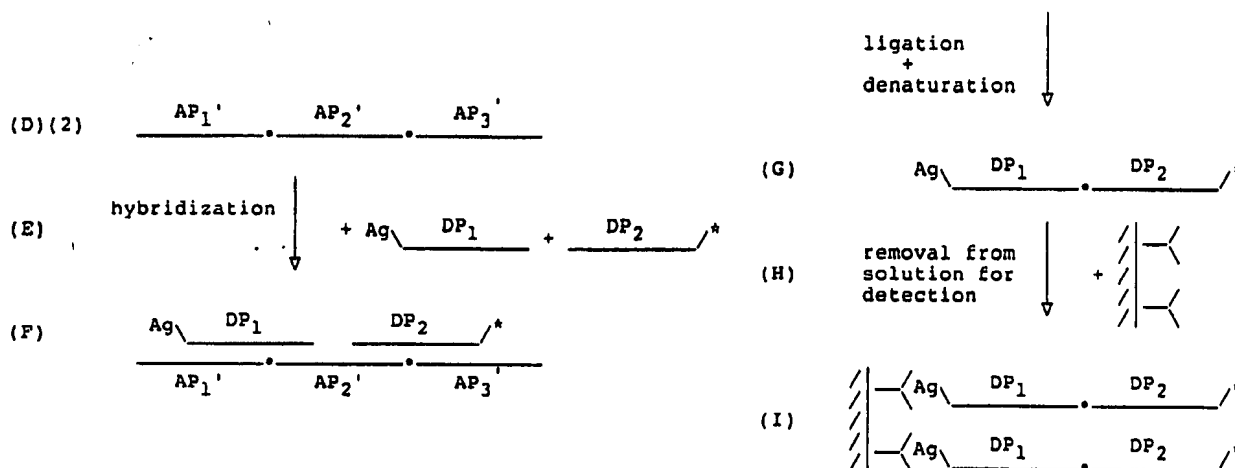 (D)(2) AP1' AP2' AP3'
hybridization
(E) + Ag DP1 + DP2 *
(F) Ag DP1 DP2 *
AP1' AP2' AP3'
ligation
+
denaturation
(G) Ag DP1 DP2 *
(H) removal from
solution for
detection
+
(I) Ag DP1 DP2 *
Ag DP1 DP2 *